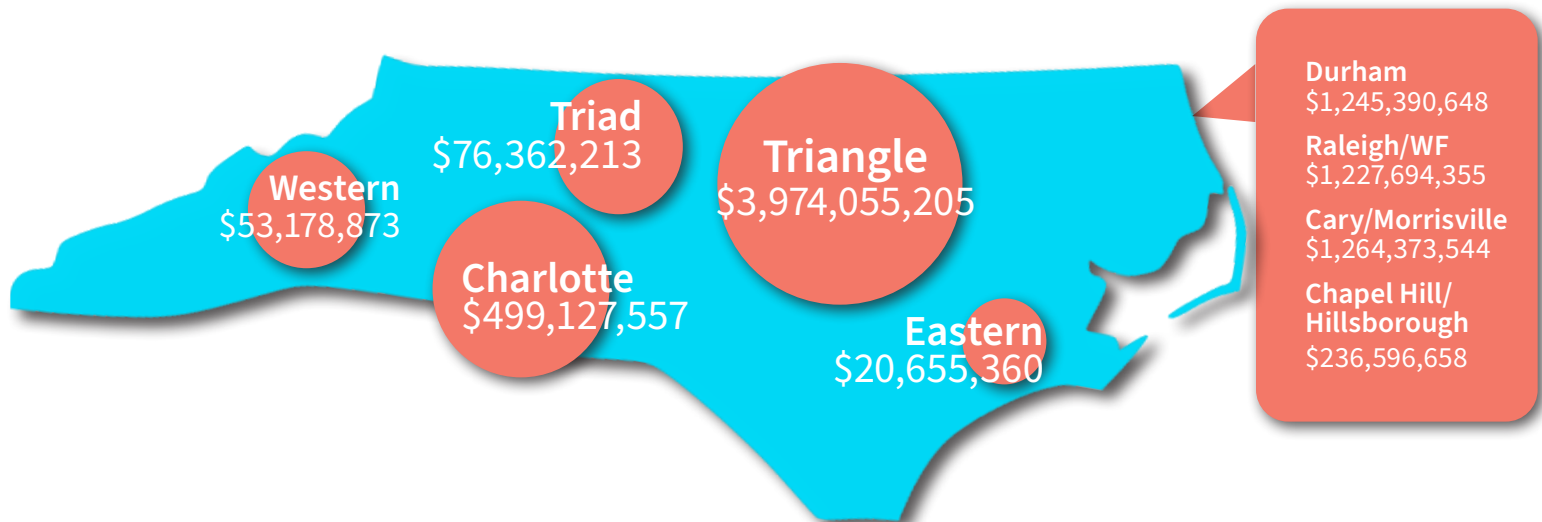 Western
$53,178,873
Triad
$76,362,213
Charlotte
$499,127,557
Triangle
$3,974,055,205
Eastern
$20,655,360
Durham
$1,245,390,648
Raleigh/WF
$1,227,694,355
Cary/Morrisville
$1,264,373,544
Chapel Hill/
Hillsborough
$236,596,658